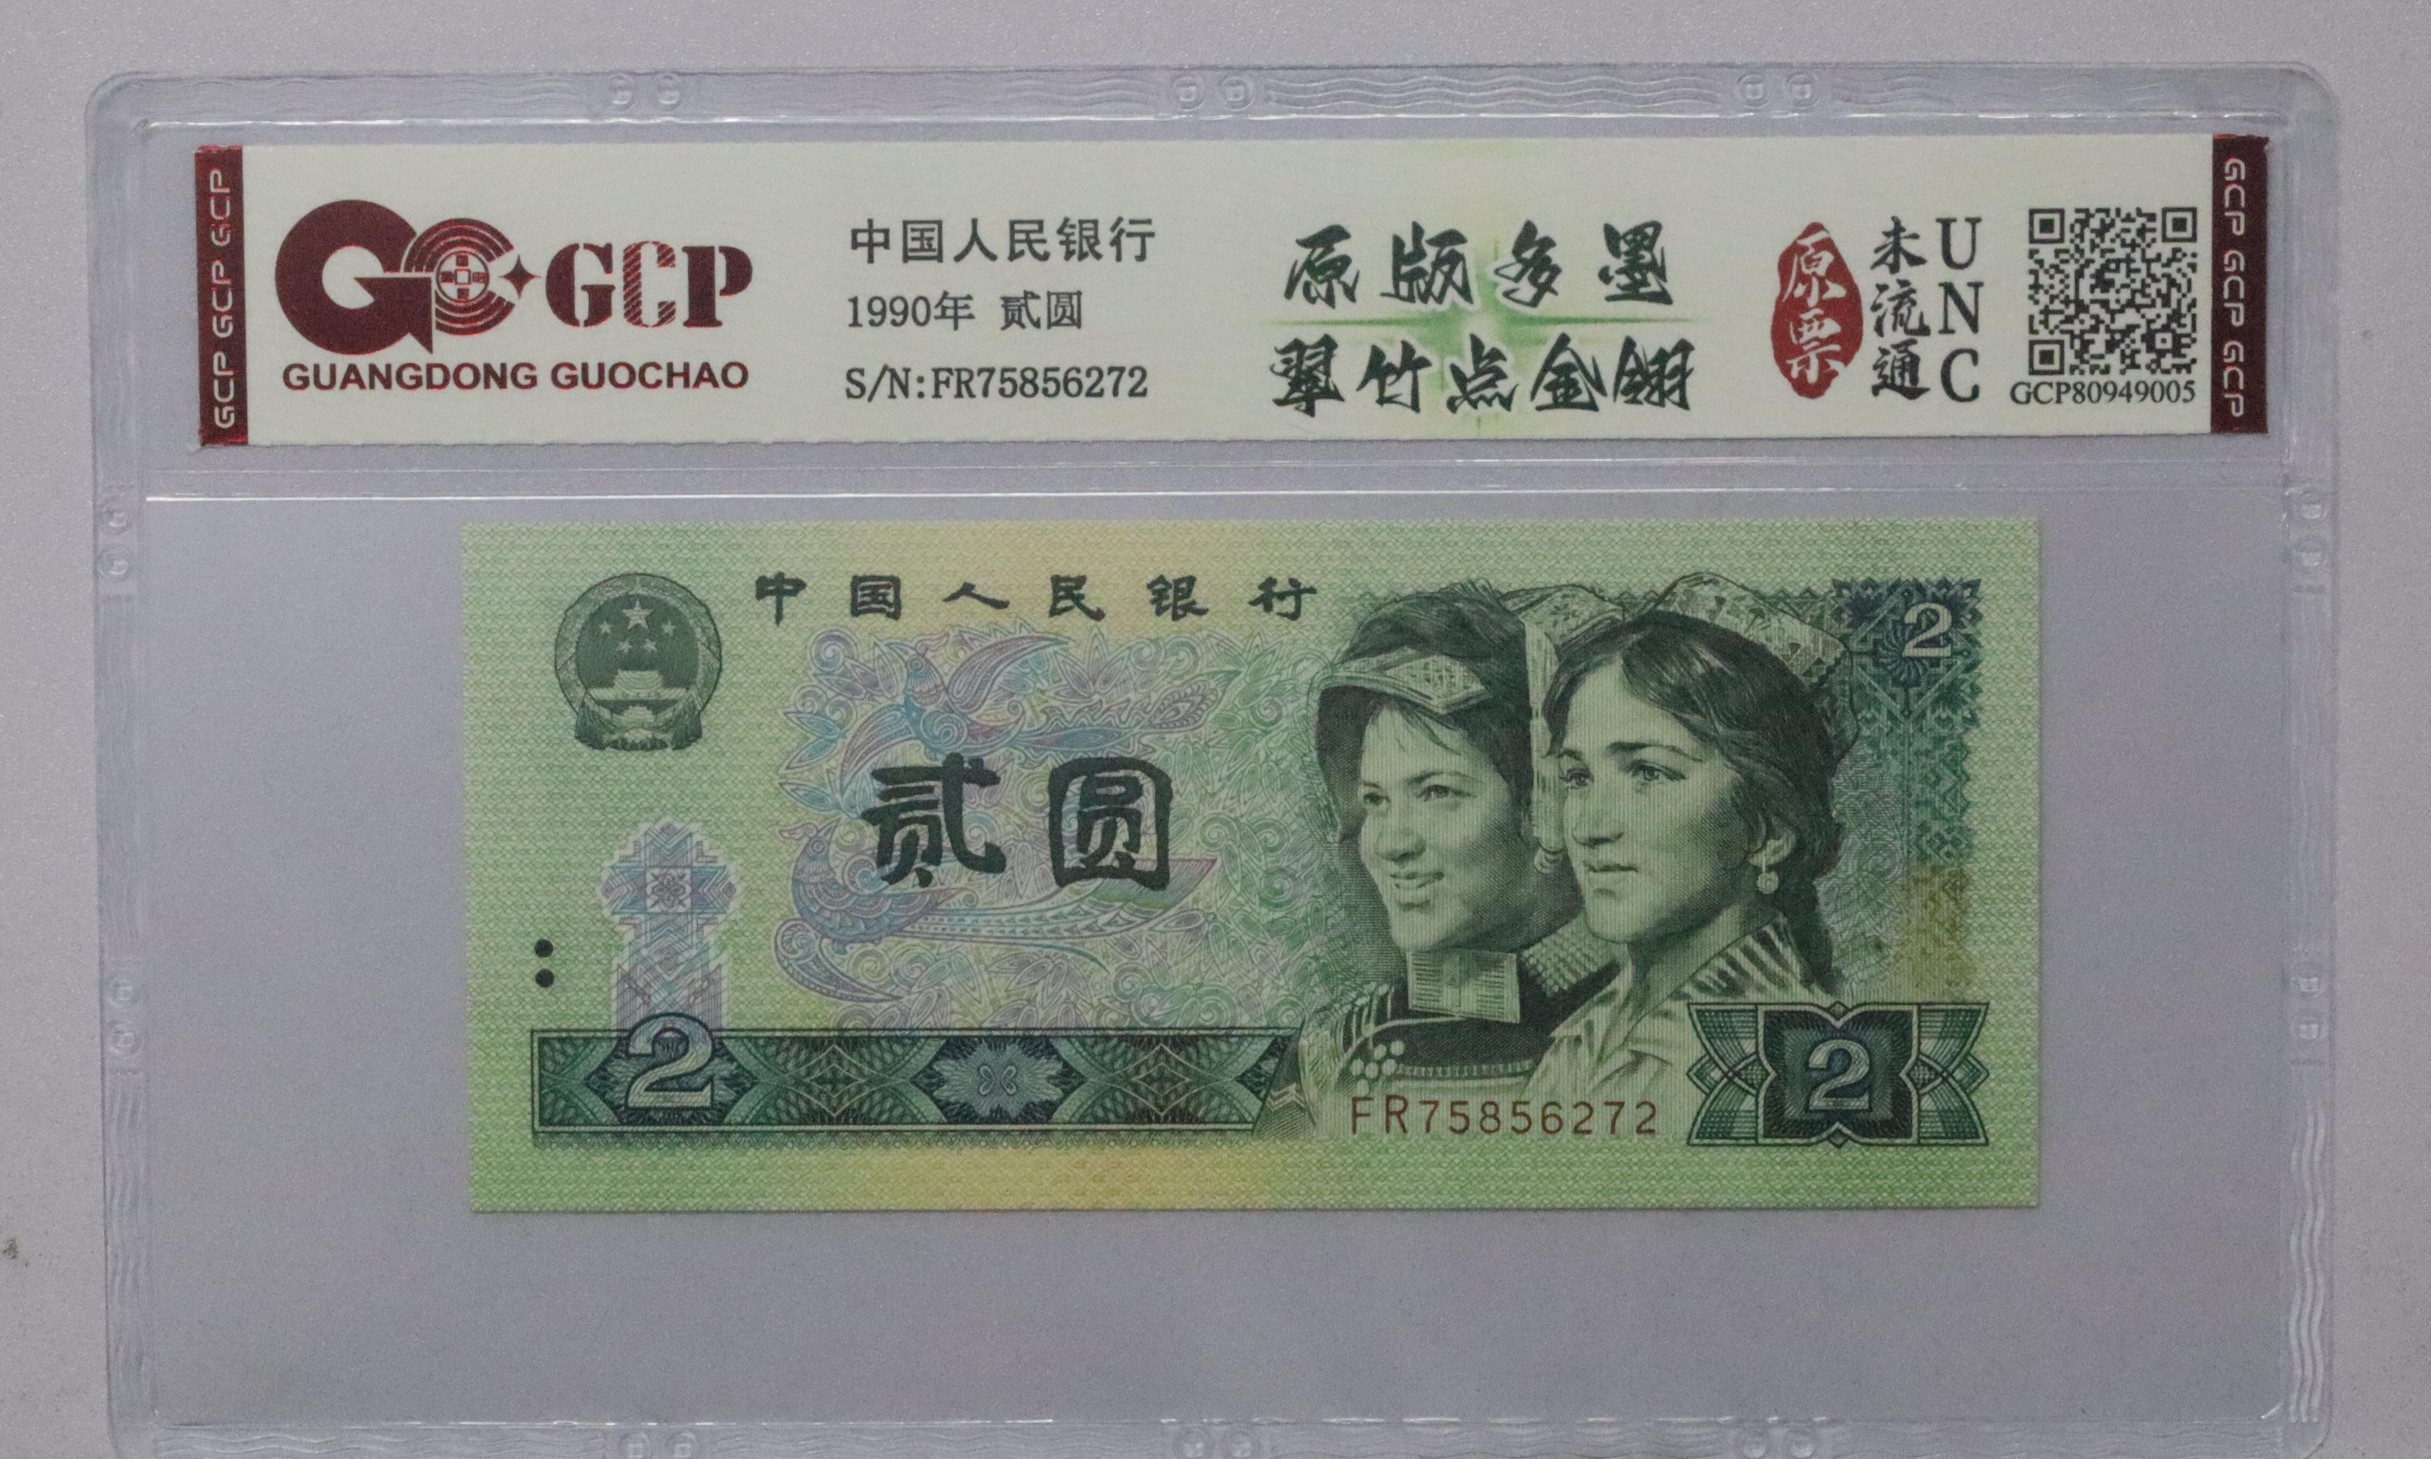 GCP GCP GCP
GCP
GUANGDONG GUOCHAO
中国人民银行
1990年 贰圆
S/N:FR75856272
原版多墨
翠竹点金翎
原票
未流通
UNC
GCP80949005
GCP GCP GCP
中国人民银行
2
贰圆
2
FR75856272
2